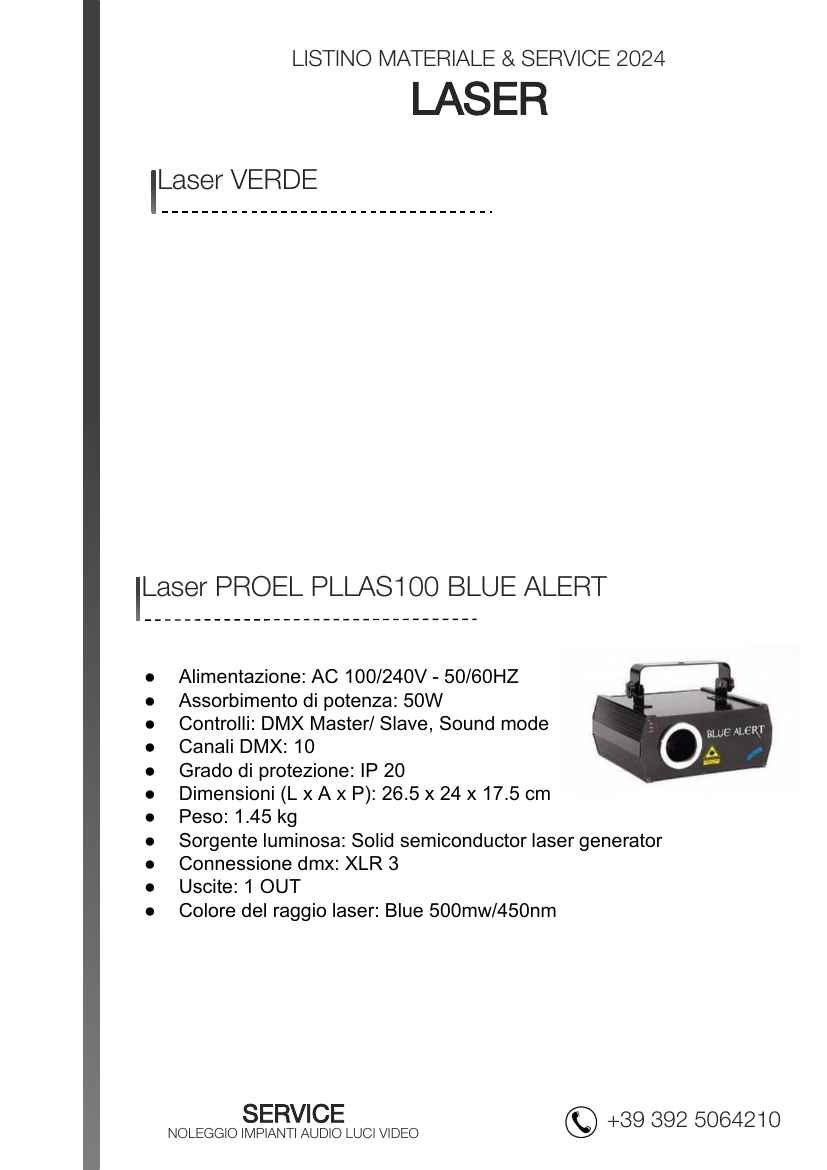 LISTINO MATERIALE & SERVICE 2024
LASER
Laser VERDE
Laser PROEL PLLAS100 BLUE ALERT
● Alimentazione: AC 100/240V - 50/60HZ
● Assorbimento di potenza: 50W
● Controlli: DMX Master/ Slave, Sound mode
● Canali DMX: 10
● Grado di protezione: IP 20
● Dimensioni (L x A x P): 26.5 x 24 x 17.5 cm
● Peso: 1.45 kg
● Sorgente luminosa: Solid semiconductor laser generator
● Connessione dmx: XLR 3
● Uscite: 1 OUT
● Colore del raggio laser: Blue 500mw/450nm
BLUE ALERT
SERVICE
NOLEGGIO IMPIANTI AUDIO LUCI VIDEO
+39 392 5064210